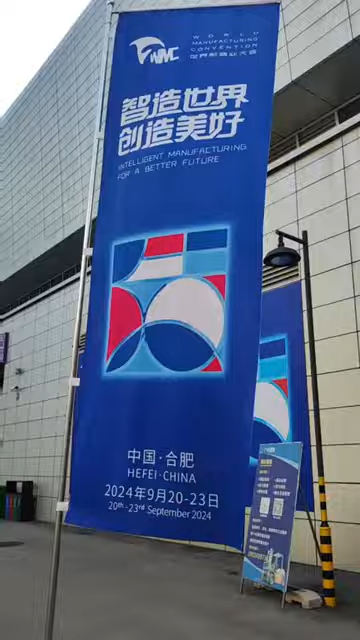 WMC
WORLD
MANUFACTURING
CONVENTION
世界制造业大会
智造世界
创造美好
INTELLIGENT MANUFACTURING
FOR A BETTER FUTURE
中国·合肥
HEFEI·CHINA
2024年9月20-23日
20th-23rd September 2024